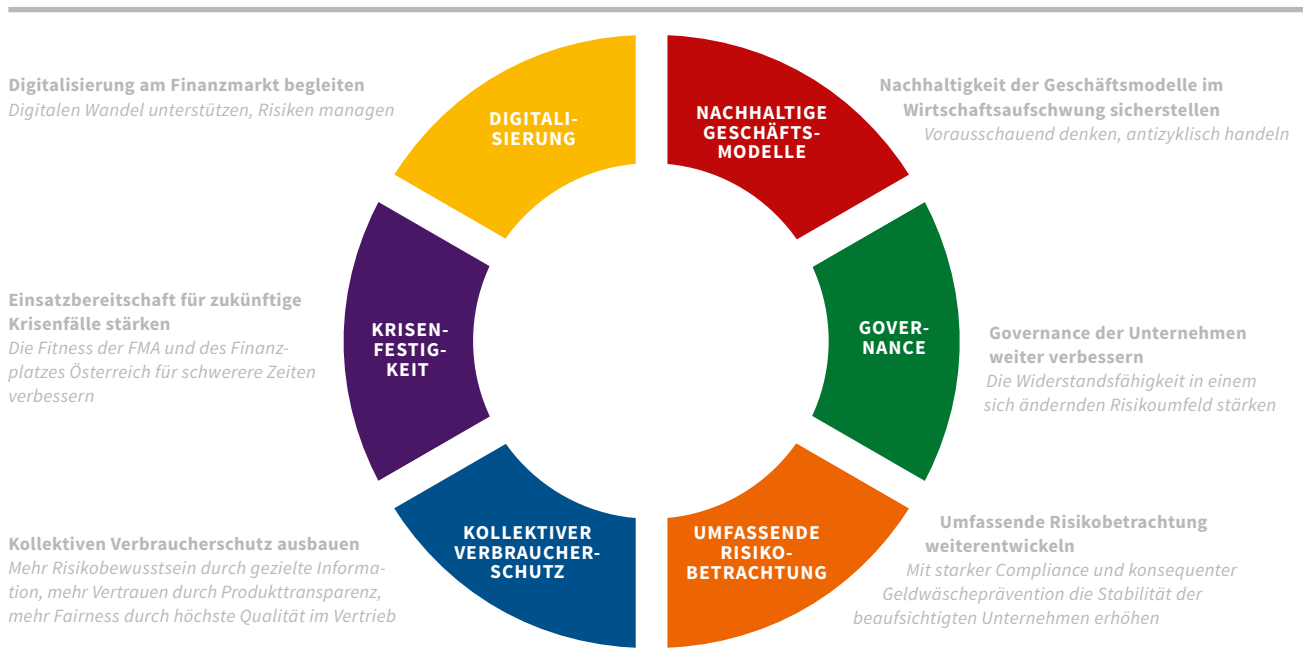 Digitalisierung am Finanzmarkt begleiten
Digitalen Wandel unterstützen, Risiken managen
DIGITALI-
SIERUNG
NACHHALTIGE
GESCHÄFTS-
MODELLE
Nachhaltigkeit der Geschäftsmodelle im
Wirtschaftsaufschwung sicherstellen
Vorausschauend denken, antizyklisch handeln
Einsatzbereitschaft für zukünftige
Krisenfälle stärken
Die Fitness der FMA und des Finanz-
platzes Österreich für schwerere Zeiten
verbessern
KRISEN-
FESTIG-
KEIT
GOVER-
NANCE
Governance der Unternehmen
weiter verbessern
Die Widerstandsfähigkeit in einem
sich ändernden Risikoumfeld stärken
Kollektiven Verbraucherschutz ausbauen
Mehr Risikobewusstsein durch gezielte Informa-
tion, mehr Vertrauen durch Produkttransparenz,
mehr Fairness durch höchste Qualität im Vertrieb
KOLLEKTIVER
VERBRAUCHER-
SCHUTZ
UMFASSENDE
RISIKO-
BETRACHTUNG
Umfassende Risikobetrachtung
weiterentwickeln
Mit starker Compliance und konsequenter
Geldwäscheprävention die Stabilität der
beaufsichtigten Unternehmen erhöhen